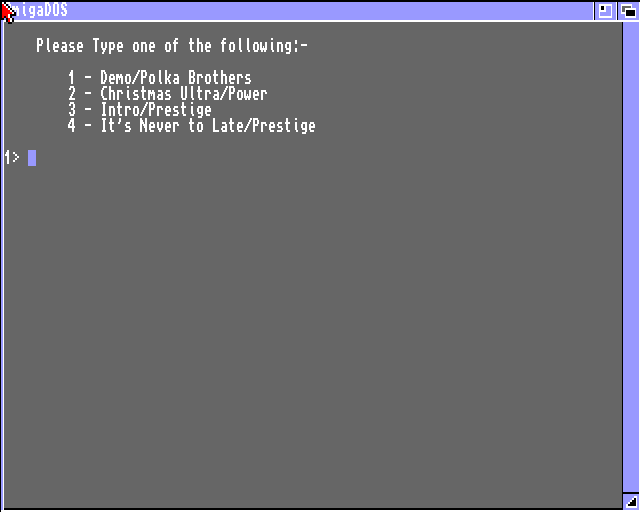 AmigaDOS
Please Type one of the following:-
1 - Demo/Polka Brothers
2 - Christmas Ultra/Power
3 - Intro/Prestige
4 - It's Never to Late/Prestige
1>